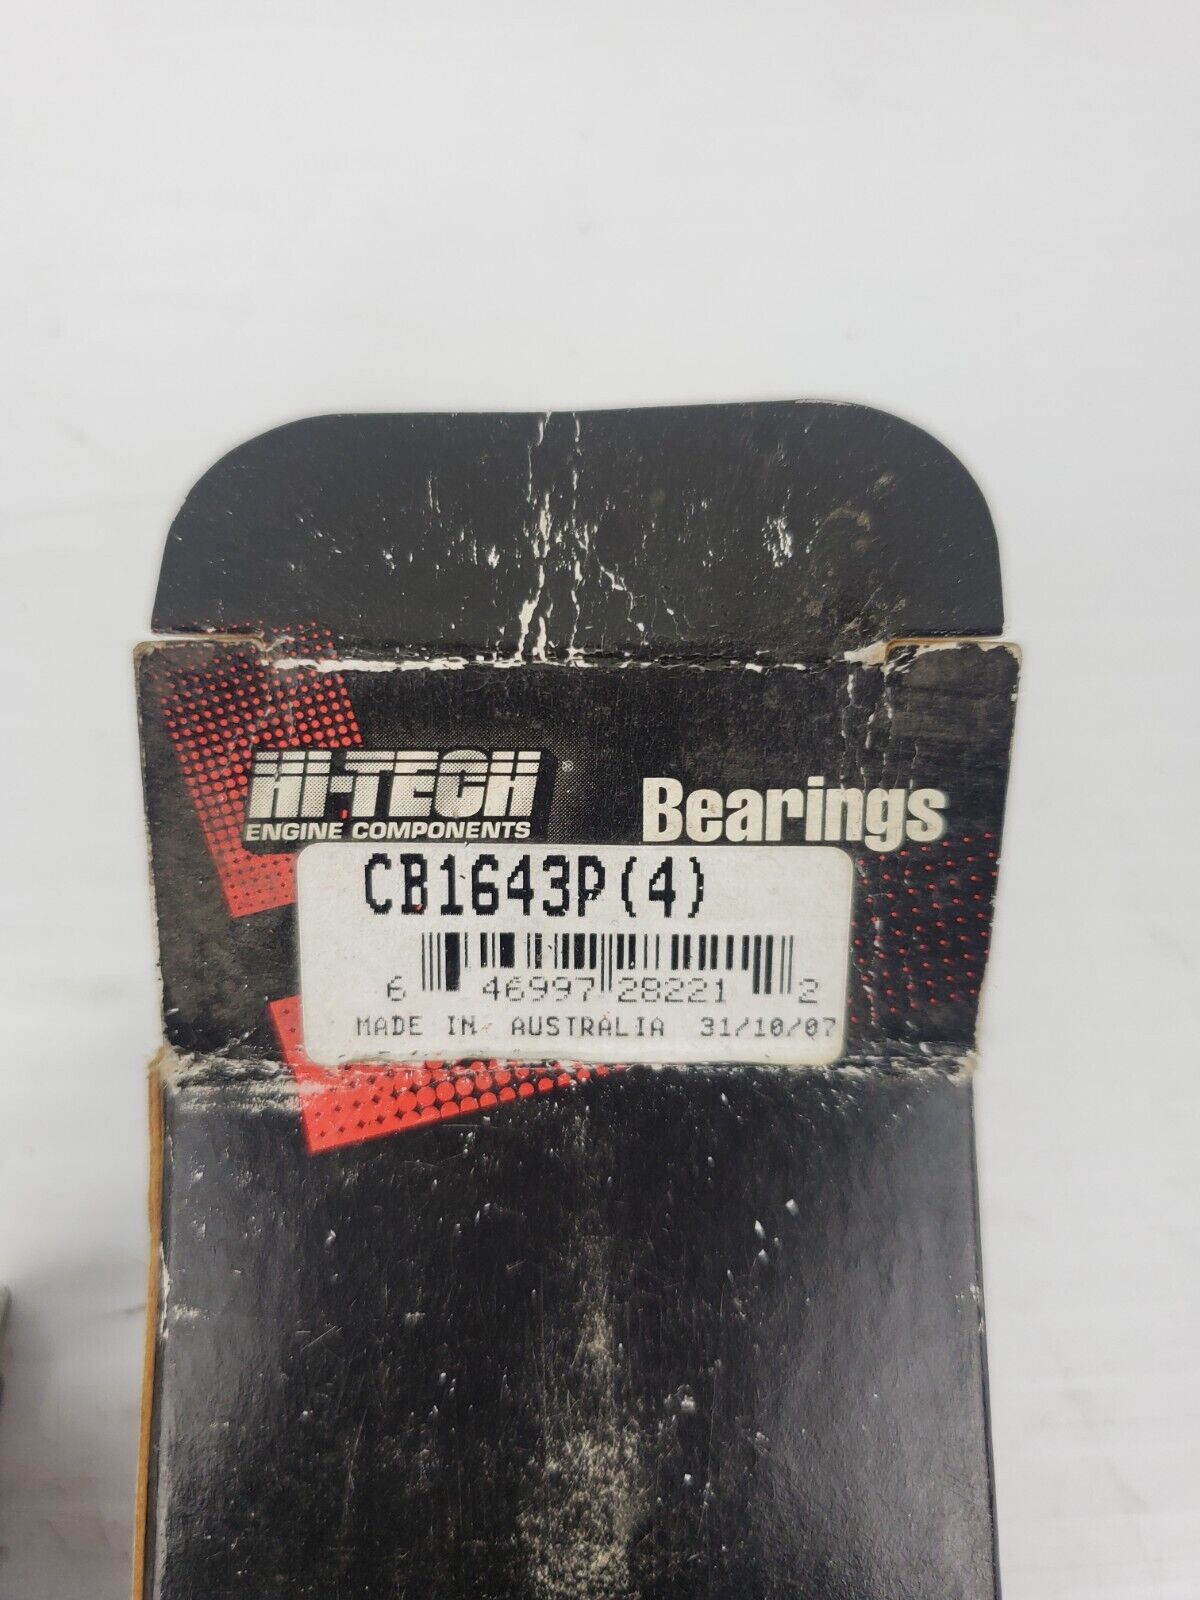 HI-TECH ®
ENGINE COMPONENTS
Bearings
CB1643P(4)
6 46997 28221 2
MADE IN AUSTRALIA 31/10/07